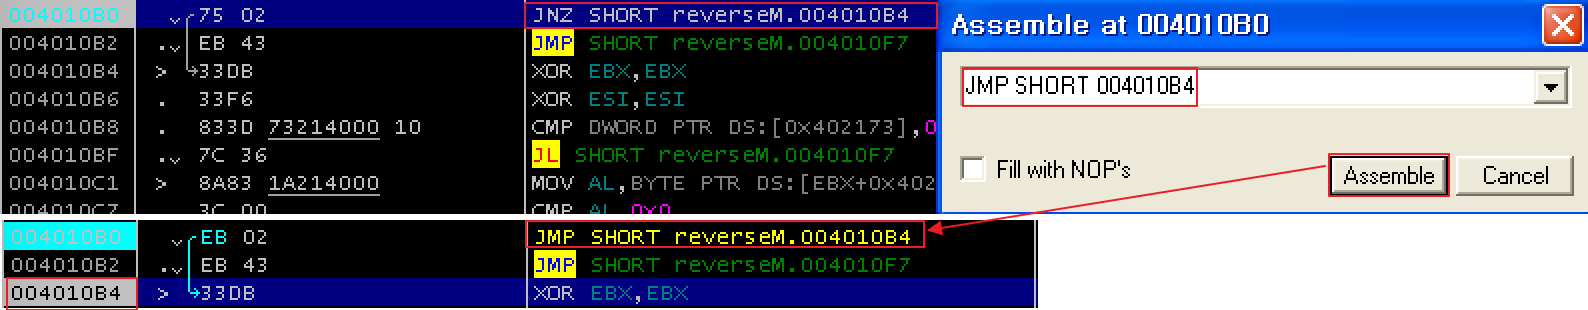 004010B0 75 02 JNZ SHORT reverseM.004010B4
004010B2 . EB 43 JMP SHORT reverseM.004010F7
004010B4 > 33DB XOR EBX,EBX
004010B6 . 33F6 XOR ESI,ESI
004010B8 . 833D 73214000 10 CMP DWORD PTR DS:[0x402173],0
004010BF . 7C 36 JL SHORT reverseM.004010F7
004010C1 > 8A83 1A214000 MOV AL,BYTE PTR DS:[EBX+0x402
004010C7 . 3C 00 CMP AL,0x0
Assemble at 004010B0
JMP SHORT 004010B4
Fill with NOP's
Assemble
Cancel
004010B0 EB 02 JMP SHORT reverseM.004010B4
004010B2 . EB 43 JMP SHORT reverseM.004010F7
004010B4 > 33DB XOR EBX,EBX